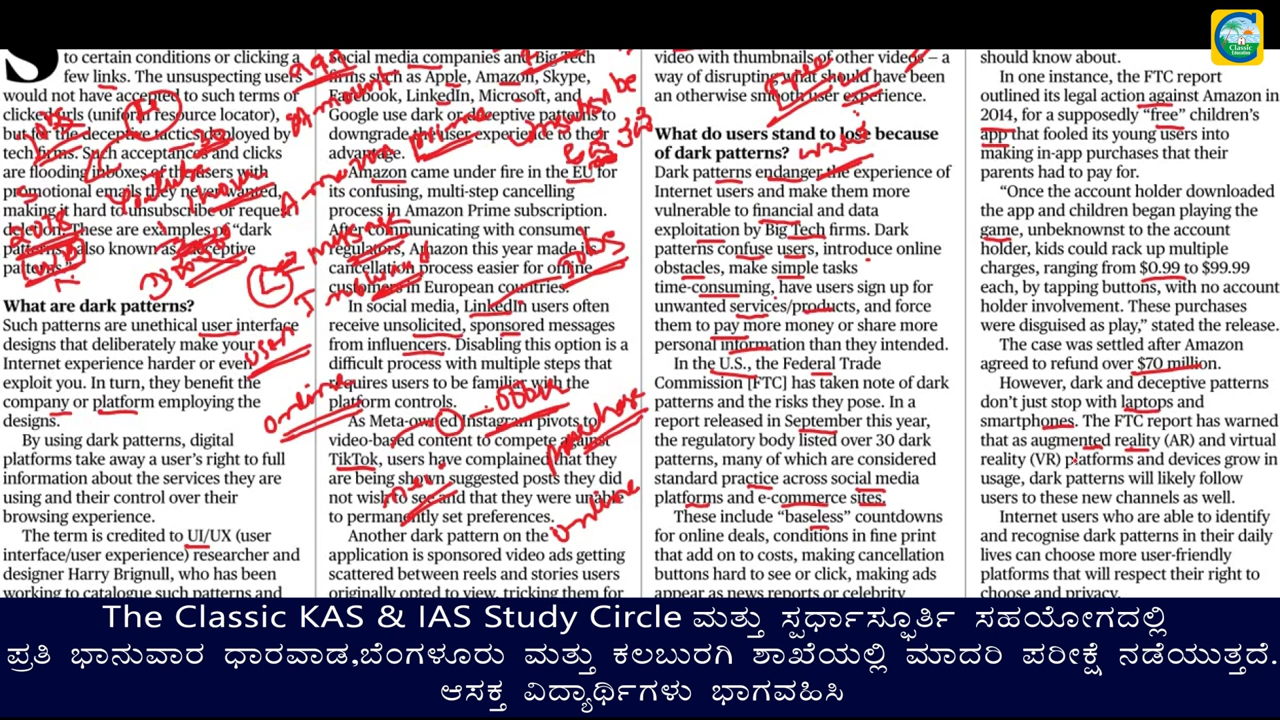 to certain conditions or clicking a
few links. The unsuspecting users
would not have accepted to such terms or
clicked urls (uniform resource locator),
but for the deceptive tactics employed by
tech firms. Such acceptances and clicks
are flooding inboxes of the users with
promotional emails they never wanted,
making it hard to unsubscribe or request
deletion. These are examples of “dark
patterns,” also known as “deceptive
patterns.”
What are dark patterns?
Such patterns are unethical user interface
designs that deliberately make your
Internet experience harder or even
exploit you. In turn, they benefit the
company or platform employing the
designs.
By using dark patterns, digital
platforms take away a user’s right to full
information about the services they are
using and their control over their
browsing experience.
The term is credited to UI/UX (user
interface/user experience) researcher and
designer Harry Brignull, who has been
working to catalogue such patterns and
Social media companies and Big Tech
firms such as Apple, Amazon, Skype,
Facebook, LinkedIn, Microsoft, and
Google use dark or deceptive patterns to
downgrade the user experience to their
advantage.
Amazon came under fire in the EU for
its confusing, multi-step cancelling
process in Amazon Prime subscription.
After communicating with consumer
regulators, Amazon this year made its
cancellation process easier for online
customers in European countries.
In social media, LinkedIn users often
receive unsolicited, sponsored messages
from influencers. Disabling this option is a
difficult process with multiple steps that
requires users to be familiar with the
platform controls.
As Meta-owned Instagram pivots to
video-based content to compete against
TikTok, users have complained that they
are being shown suggested posts they did
not wish to see and that they were unable
to permanently set preferences.
Another dark pattern on the
application is sponsored video ads getting
scattered between reels and stories users
originally opted to view, tricking them for
video with thumbnails of other videos – a
way of disrupting what should have been
an otherwise smooth user experience.
What do users stand to lose because
of dark patterns?
Dark patterns endanger the experience of
Internet users and make them more
vulnerable to financial and data
exploitation by Big Tech firms. Dark
patterns confuse users, introduce online
obstacles, make simple tasks
time-consuming, have users sign up for
unwanted services/products, and force
them to pay more money or share more
personal information than they intended.
In the U.S., the Federal Trade
Commission [FTC] has taken note of dark
patterns and the risks they pose. In a
report released in September this year,
the regulatory body listed over 30 dark
patterns, many of which are considered
standard practice across social media
platforms and e-commerce sites.
These include “baseless” countdowns
for online deals, conditions in fine print
that add on to costs, making cancellation
buttons hard to see or click, making ads
appear as news reports or celebrity
should know about.
In one instance, the FTC report
outlined its legal action against Amazon in
2014, for a supposedly “free” children’s
app that fooled its young users into
making in-app purchases that their
parents had to pay for.
“Once the account holder downloaded
the app and children began playing the
game, unbeknownst to the account
holder, kids could rack up multiple
charges, ranging from $0.99 to $99.99
each, by tapping buttons, with no account
holder involvement. These purchases
were disguised as play,” stated the release.
The case was settled after Amazon
agreed to refund over $70 million.
However, dark and deceptive patterns
don’t just stop with laptops and
smartphones. The FTC report has warned
that as augmented reality (AR) and virtual
reality (VR) platforms and devices grow in
usage, dark patterns will likely follow
users to these new channels as well.
Internet users who are able to identify
and recognise dark patterns in their daily
lives can choose more user-friendly
platforms that will respect their right to
choose and privacy.
Amazon
Prime
unsubscribe
user
online
purchase
online
Classic
Education
The Classic KAS & IAS Study Circle ಮತ್ತು ಸ್ಪರ್ಧಾಸ್ಫೂರ್ತಿ ಸಹಯೋಗದಲ್ಲಿ
ಪ್ರತಿ ಭಾನುವಾರ ಧಾರವಾಡ,ಬೆಂಗಳೂರು ಮತ್ತು ಕಲಬುರಗಿ ಶಾಖೆಯಲ್ಲಿ ಮಾದರಿ ಪರೀಕ್ಷೆ ನಡೆಯುತ್ತದೆ.
ಆಸಕ್ತ ವಿದ್ಯಾರ್ಥಿಗಳು ಭಾಗವಹಿಸಿ